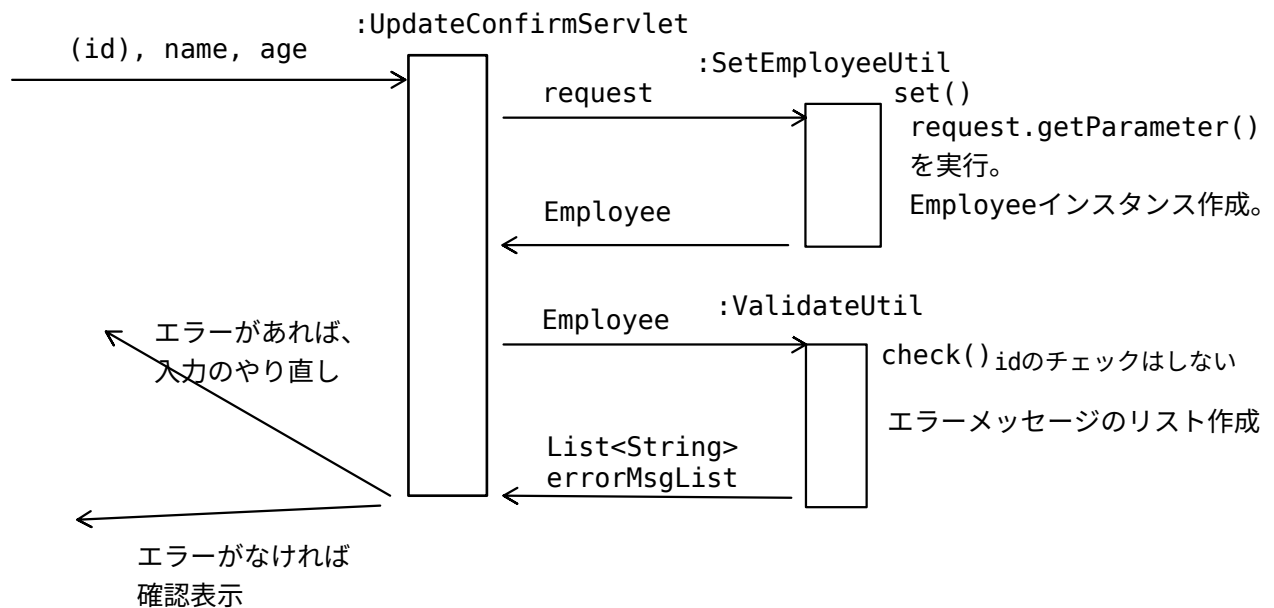 :UpdateConfirmServlet
(id), name, age
:SetEmployeeUtil
request
set()
request.getParameter()
を実行。
Employeeインスタンス作成。
Employee
:ValidateUtil
Employee
check()idのチェックはしない
エラーメッセージのリスト作成
エラーがあれば、
入力のやり直し
List<String>
errorMsgList
エラーがなければ
確認表示